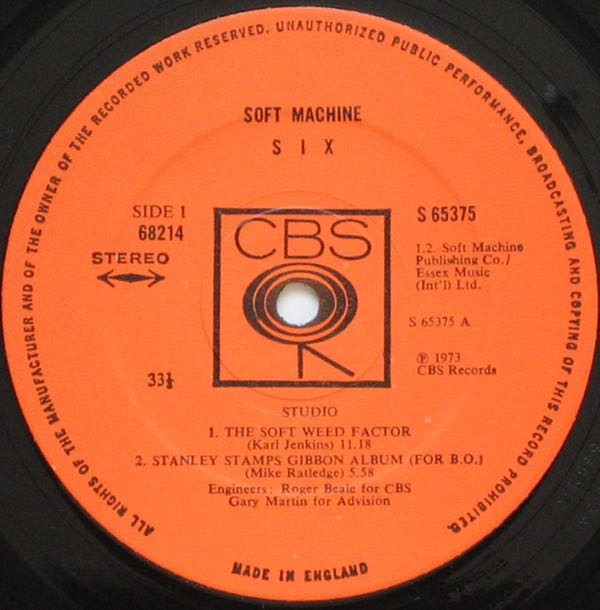 ALL RIGHTS OF THE MANUFACTURER AND OF THE OWNER OF THE RECORDED WORK RESERVED. UNAUTHORIZED PUBLIC PERFORMANCE, BROADCASTING AND COPYING OF THIS RECORD PROHIBITED.
SOFT MACHINE
SIX
SIDE 1
68214
STEREO
33⅓
CBS
S 65375
1.2. Soft Machine
Publishing Co./
Essex Music
(Int'l) Ltd.
S 65375 A
℗ 1973
CBS Records
STUDIO
1. THE SOFT WEED FACTOR
(Karl Jenkins) 11.18
2. STANLEY STAMPS GIBBON ALBUM (FOR B.O.)
(Mike Ratledge) 5.58
Engineers: Roger Beale for CBS
Gary Martin for Advision
MADE IN ENGLAND